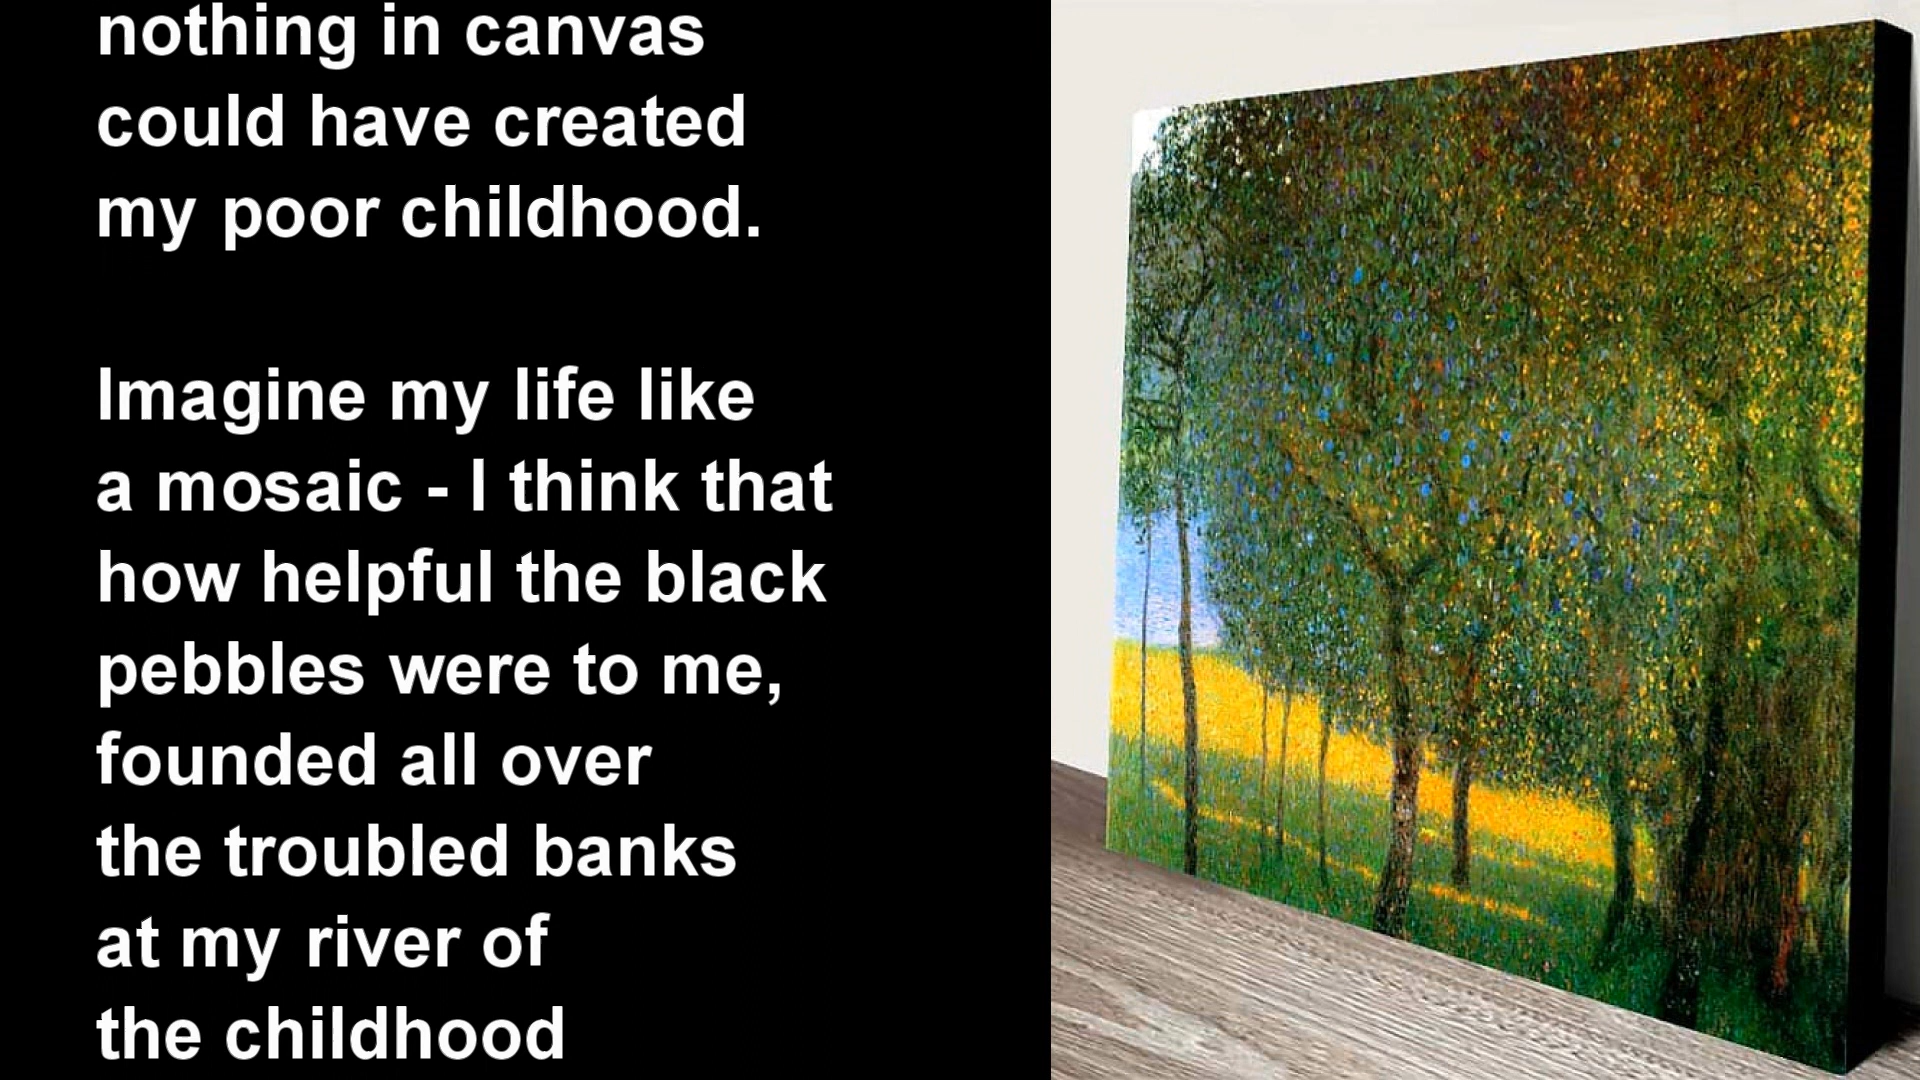 nothing in canvas
could have created
my poor childhood.
Imagine my life like
a mosaic - I think that
how helpful the black
pebbles were to me,
founded all over
the troubled banks
at my river of
the childhood